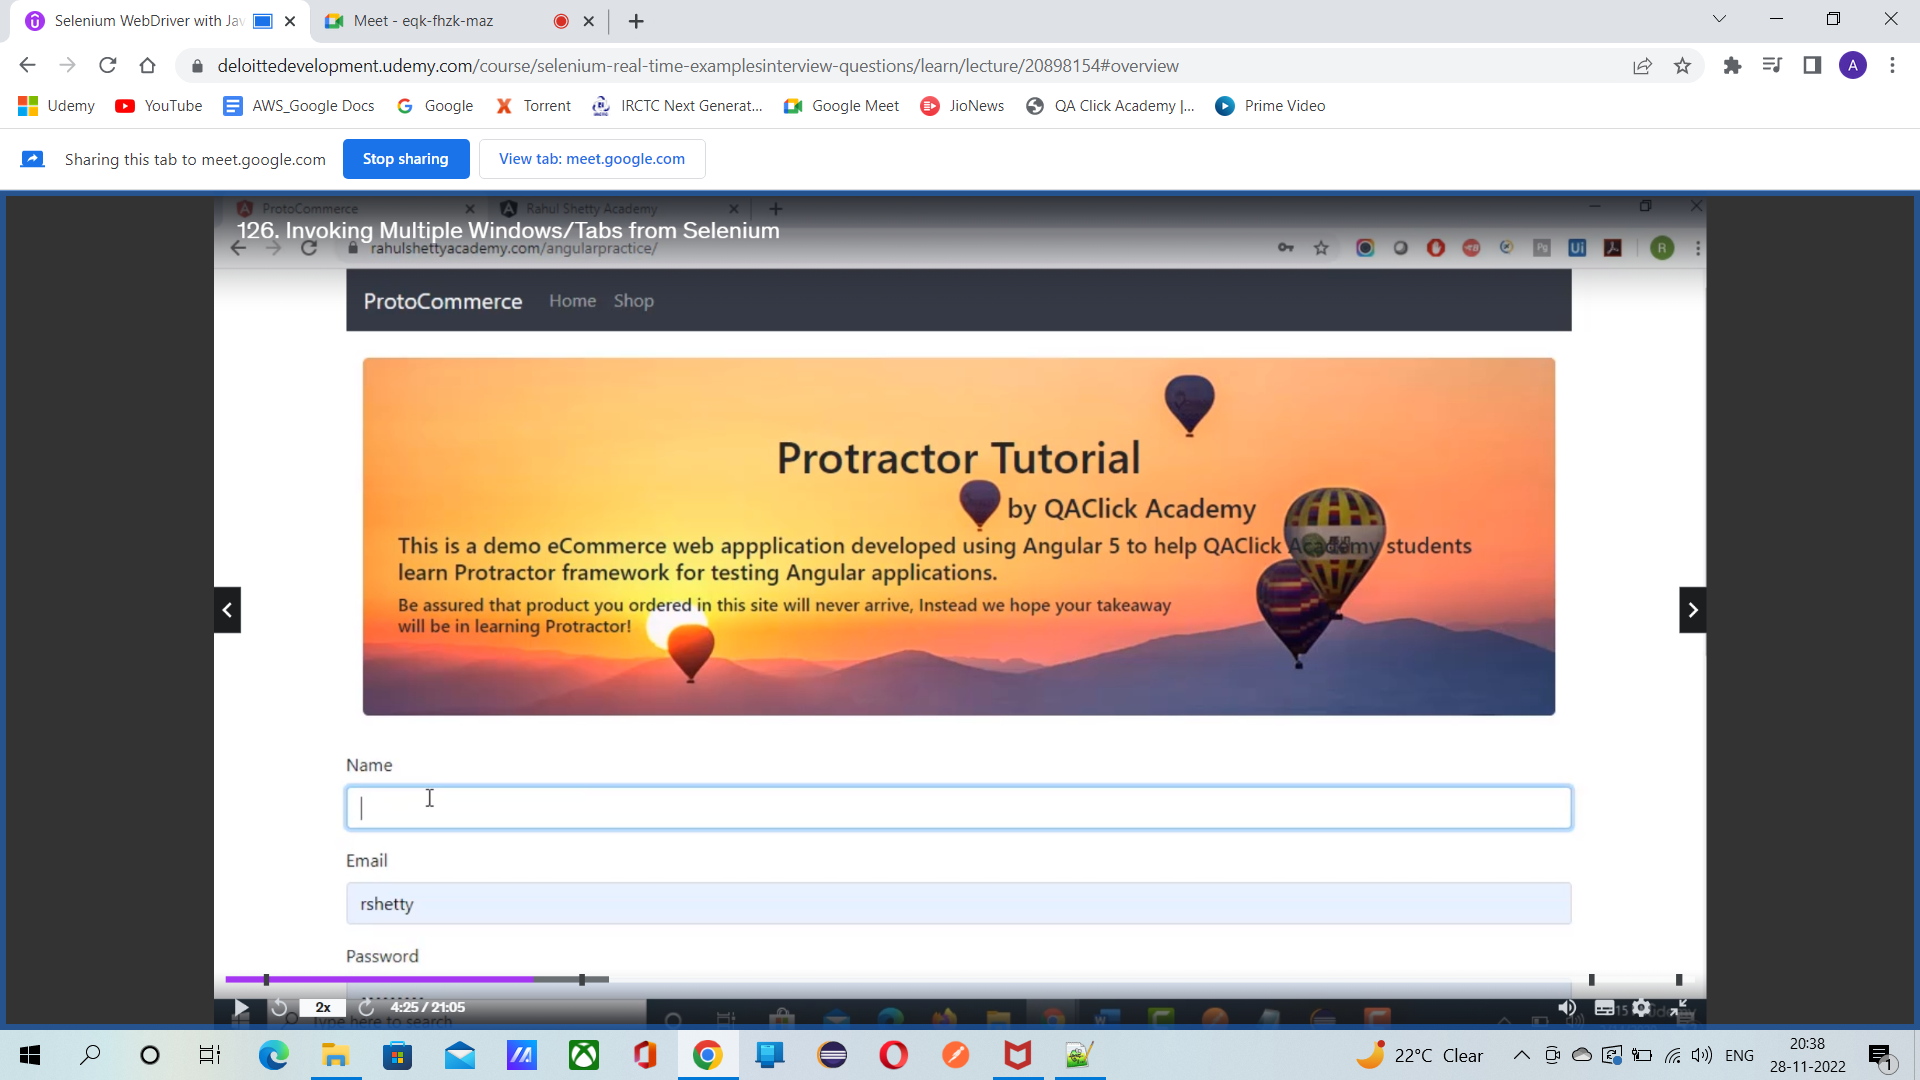 Selenium WebDriver with Jav
Meet - eqk-fhzk-maz
deloittedevelopment.udemy.com/course/selenium-real-time-examplesinterview-questions/learn/lecture/20898154#overview
A
Udemy
YouTube
AWS_Google Docs
Google
Torrent
IRCTC Next Generat...
Google Meet
JioNews
QA Click Academy |...
Prime Video
Sharing this tab to meet.google.com
Stop sharing
View tab: meet.google.com
ProtoCommerce
Rahul Shetty Academy
126. Invoking Multiple Windows/Tabs from Selenium
rahulshettyacademy.com/angularpractice/
R
ProtoCommerce
Home
Shop
Protractor Tutorial
by QAClick Academy
This is a demo eCommerce web appplication developed using Angular 5 to help QAClick Academy students
learn Protractor framework for testing Angular applications.
Be assured that product you ordered in this site will never arrive, Instead we hope your takeaway
will be in learning Protractor!
Name
Email
rshetty
Password
2x
4:25 / 21:05
Type here to search
22°C Clear
ENG
20:38
28-11-2022
1